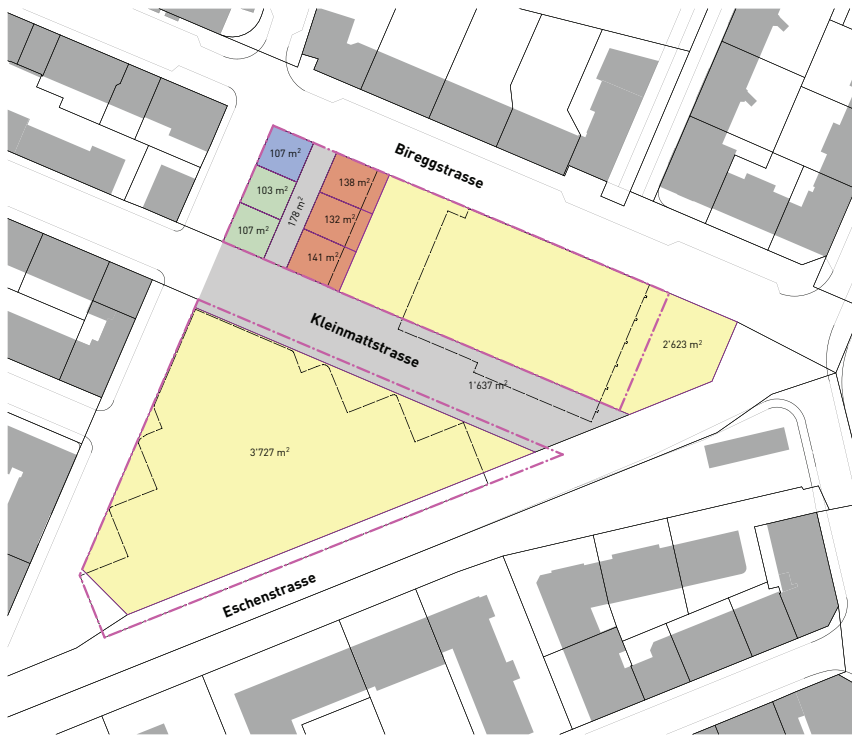 Bireggstrasse
107 m²
138 m²
103 m²
178 m²
132 m²
107 m²
141 m²
Kleinmattstrasse
2'623 m²
1'637 m²
3'727 m²
Eschenstrasse